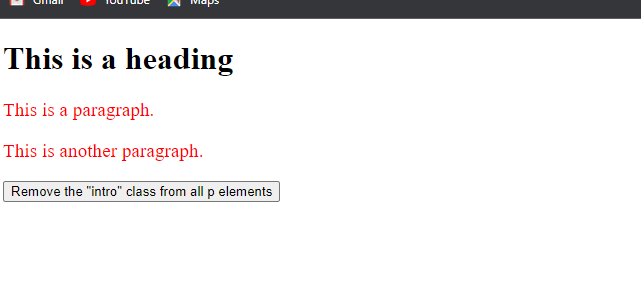 Gmail YouTube Maps
This is a heading
This is a paragraph.
This is another paragraph.
Remove the "intro" class from all p elements